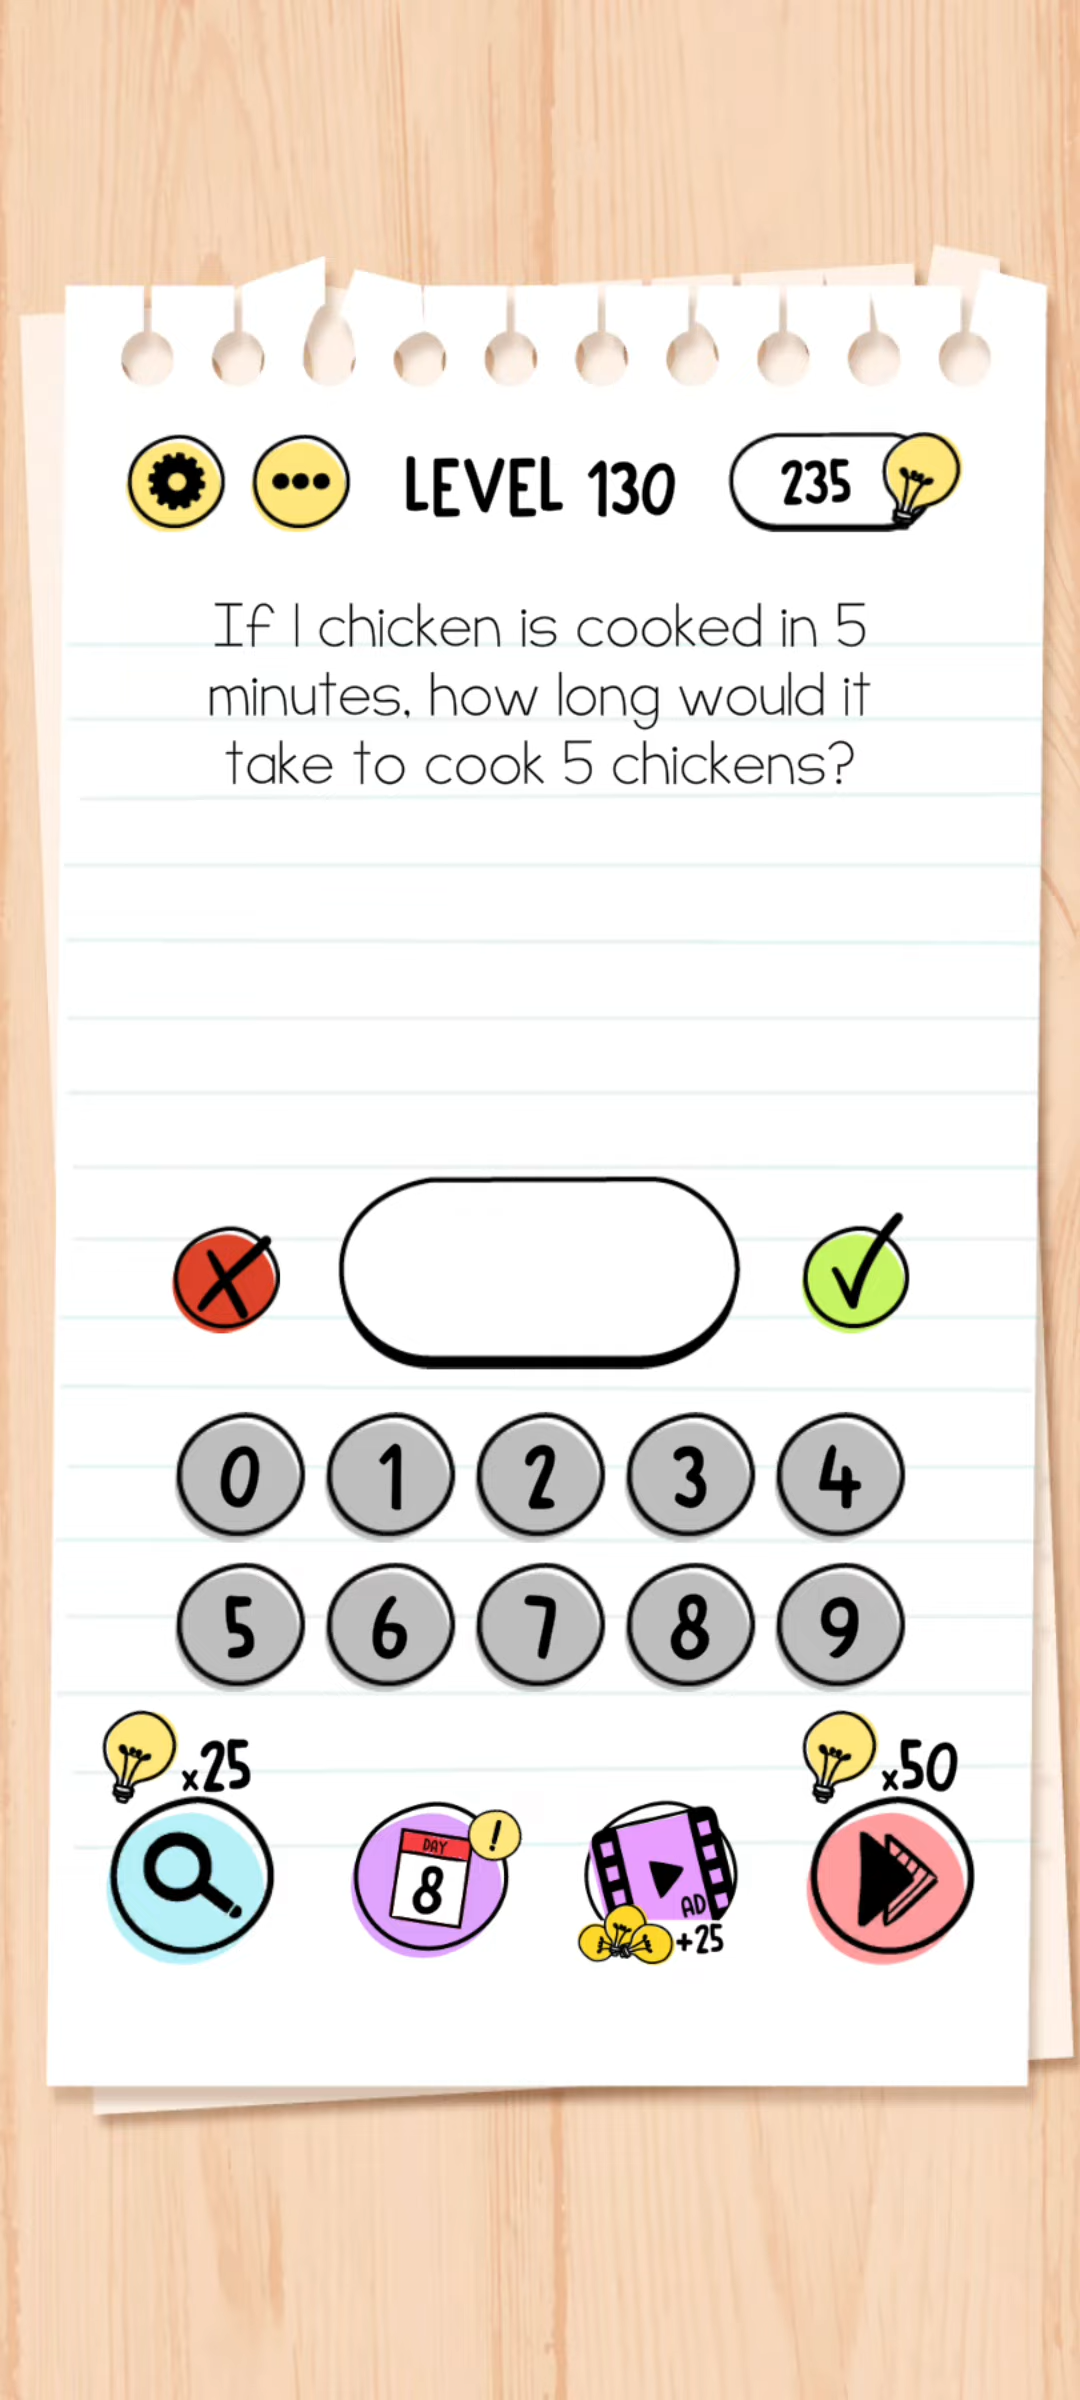 LEVEL 130
235
If 1 chicken is cooked in 5
minutes, how long would it
take to cook 5 chickens?
0 1 2 3 4
5 6 7 8 9
x25
x50
DAY
8
!
AD
+25